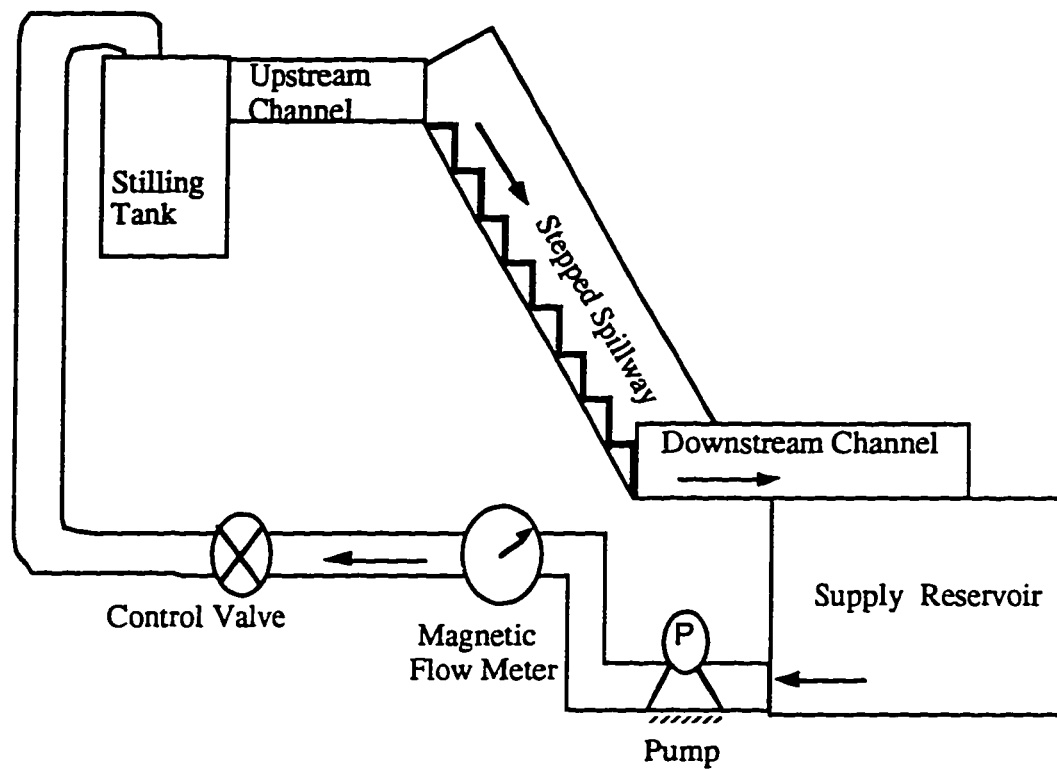 Upstream
Channel
Stilling
Tank
Stepped Spillway
Downstream Channel
Supply Reservoir
Control Valve
Magnetic
Flow Meter
P
Pump